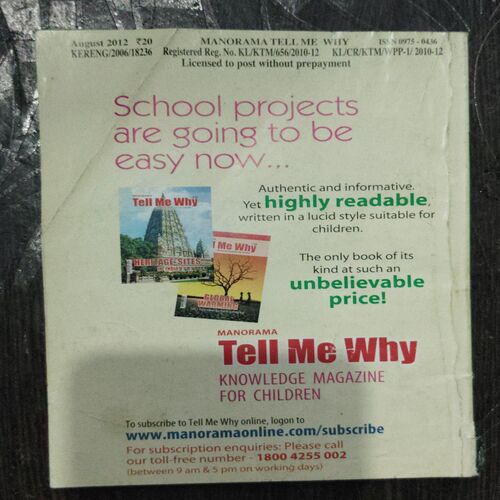 August 2012 ₹20 MANORAMA TELL ME WHY ISSN 0975 - 0436
KERENG/2006/18236 Registered Reg. No. KL/KTM/656/2010-12 KL/CR/KTM/WPP-1/ 2010-12
Licensed to post without prepayment
School projects
are going to be
easy now...
Authentic and informative.
Yet highly readable,
written in a lucid style suitable for
children.
The only book of its
kind at such an
unbelievable
price!
Tell Me Why
HERITAGE SITES
Tell Me Why
GLOBAL
WARMING
MANORAMA
Tell Me Why
KNOWLEDGE MAGAZINE
FOR CHILDREN
To subscribe to Tell Me Why online, logon to
www.manoramaonline.com/subscribe
For subscription enquiries: Please call
our toll-free number - 1800 4255 002
(between 9 am & 5 pm on working days)